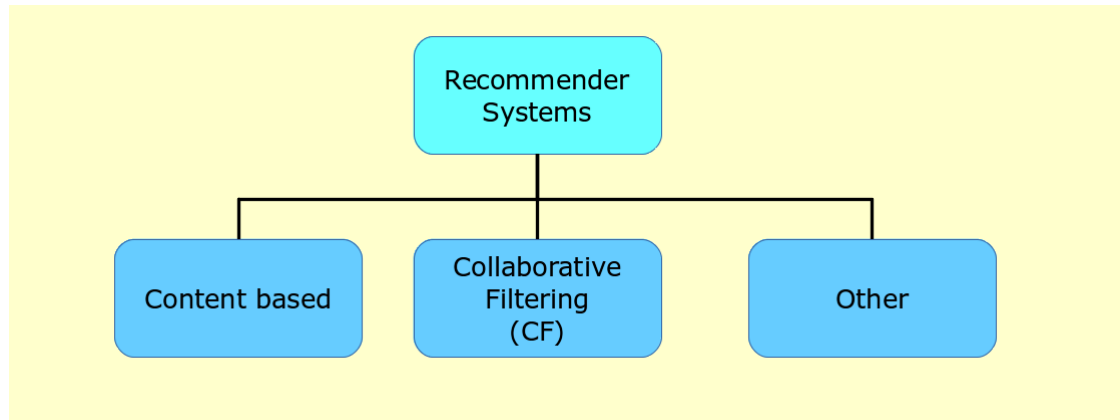 Recommender
Systems
Content based
Collaborative
Filtering
(CF)
Other